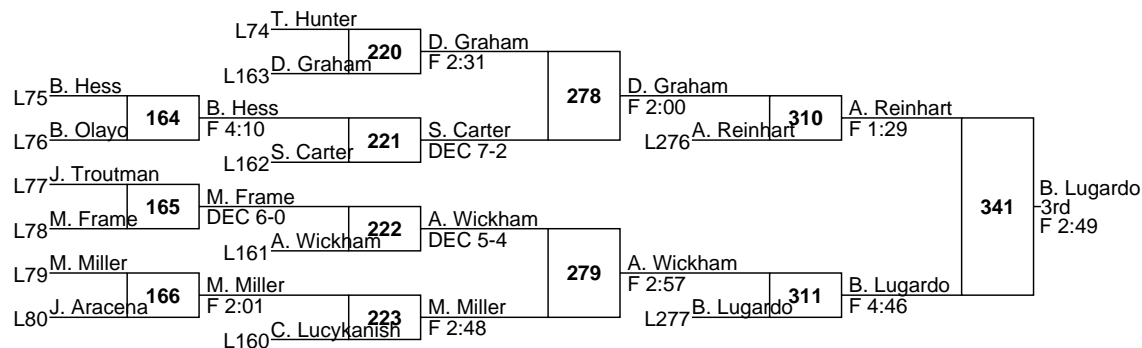 L74 T. Hunter
220
D. Graham
F 2:31
L163 D. Graham
L75 B. Hess
164
B. Hess
F 4:10
L76 B. Olayo
221
S. Carter
DEC 7-2
L162 S. Carter
278
D. Graham
F 2:00
310
A. Reinhart
F 1:29
L276 A. Reinhart
L77 J. Troutman
165
M. Frame
DEC 6-0
L78 M. Frame
222
A. Wickham
DEC 5-4
L161 A. Wickham
341
B. Lugardo
3rd
F 2:49
L79 M. Miller
166
M. Miller
F 2:01
L80 J. Aracena
223
M. Miller
F 2:48
L160 C. Lucykanish
279
A. Wickham
F 2:57
311
B. Lugardo
F 4:46
L277 B. Lugardo